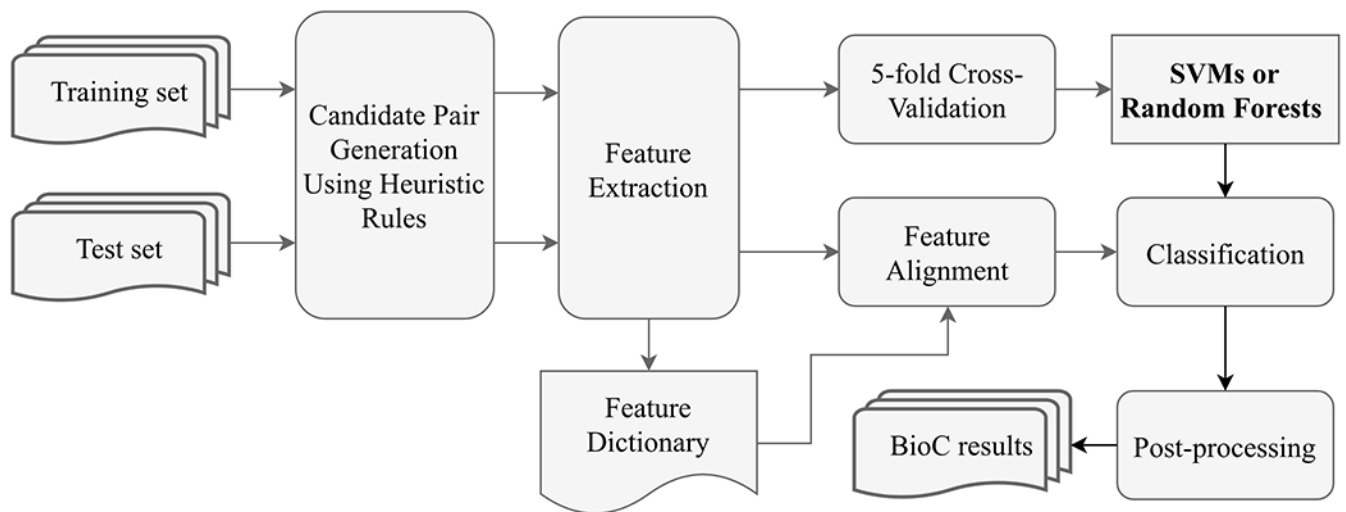 Training set
Test set
Candidate Pair
Generation
Using Heuristic
Rules
Feature
Extraction
5-fold Cross-
Validation
SVMs or
Random Forests
Feature
Alignment
Classification
Feature
Dictionary
BioC results
Post-processing